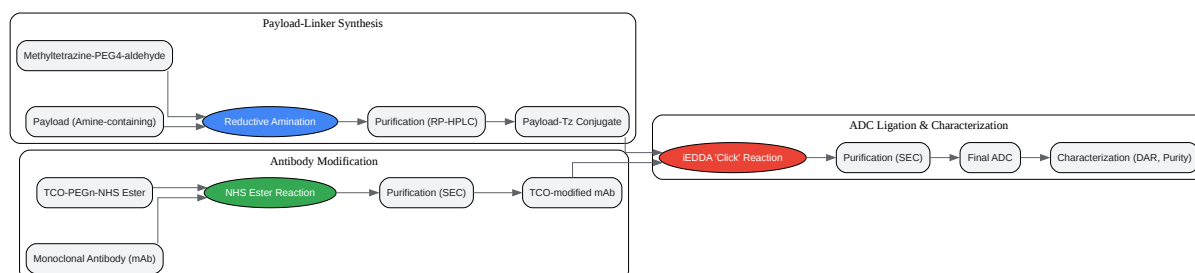 Payload-Linker Synthesis
Methyltetrazine-PEG4-aldehyde
Payload (Amine-containing)
Reductive Amination
Purification (RP-HPLC)
Payload-Tz Conjugate
Antibody Modification
TCO-PEGn-NHS Ester
NHS Ester Reaction
Purification (SEC)
TCO-modified mAb
Monoclonal Antibody (mAb)
ADC Ligation & Characterization
iEDDA 'Click' Reaction
Purification (SEC)
Final ADC
Characterization (DAR, Purity)